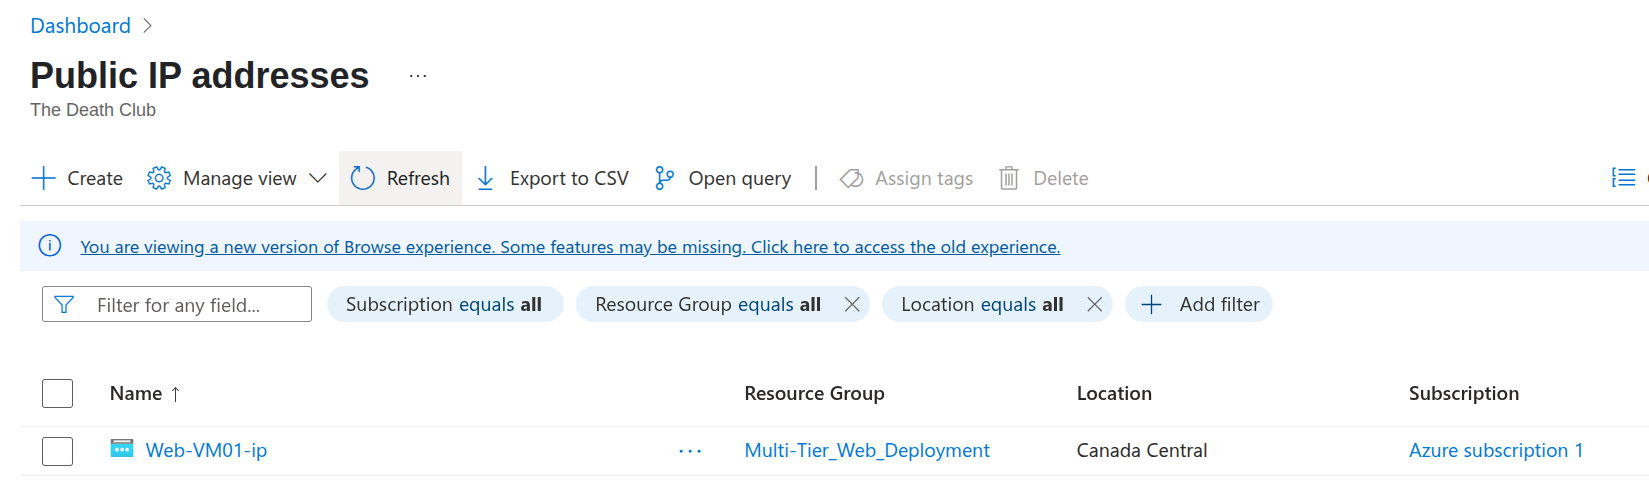 Dashboard
Public IP addresses ...
The Death Club
Create Manage view Refresh Export to CSV Open query Assign tags Delete
You are viewing a new version of Browse experience. Some features may be missing. Click here to access the old experience.
Filter for any field... Subscription equals all Resource Group equals all Location equals all Add filter
Name ↑ Resource Group Location Subscription
Web-VM01-ip ... Multi-Tier_Web_Deployment Canada Central Azure subscription 1